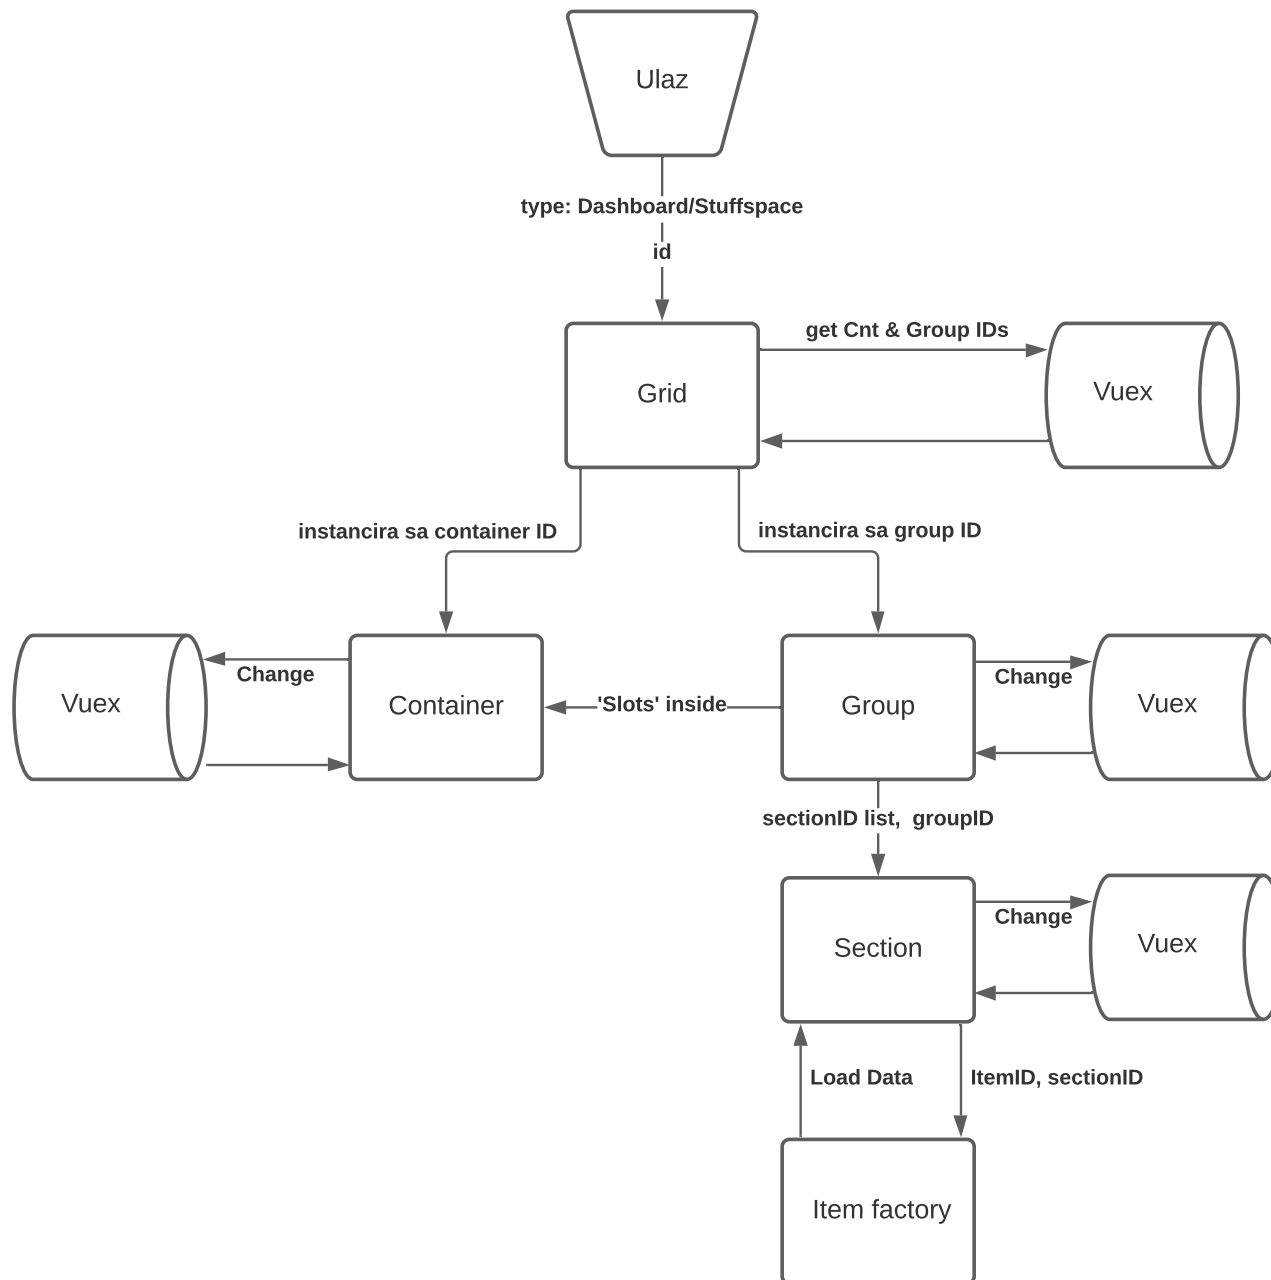 Ulaz
type: Dashboard/Stuffspace
id
get Cnt & Group IDs
Grid
Vuex
instancira sa container ID
instancira sa group ID
Vuex
Change
Container
'Slots' inside
Group
Change
Vuex
sectionID list,  groupID
Section
Change
Vuex
Load Data
ItemID, sectionID
Item factory